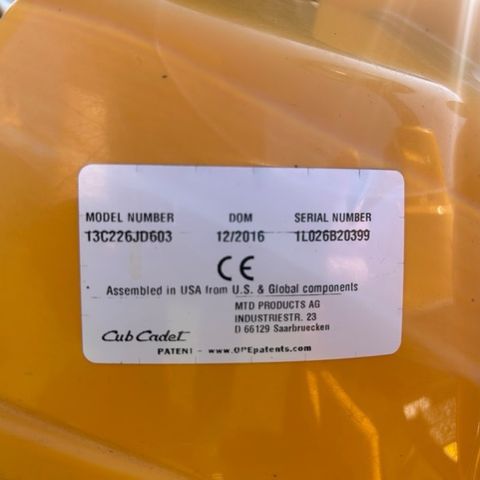 MODEL NUMBER DOM SERIAL NUMBER
13C226JD603 12/2016 1L026B20399
CE
Assembled in USA from U.S. & Global components
MTD PRODUCTS AG
INDUSTRIESTR. 23
D 66129 Saarbruecken
Cub Cadet
PATENT - www.OPEpatents.com